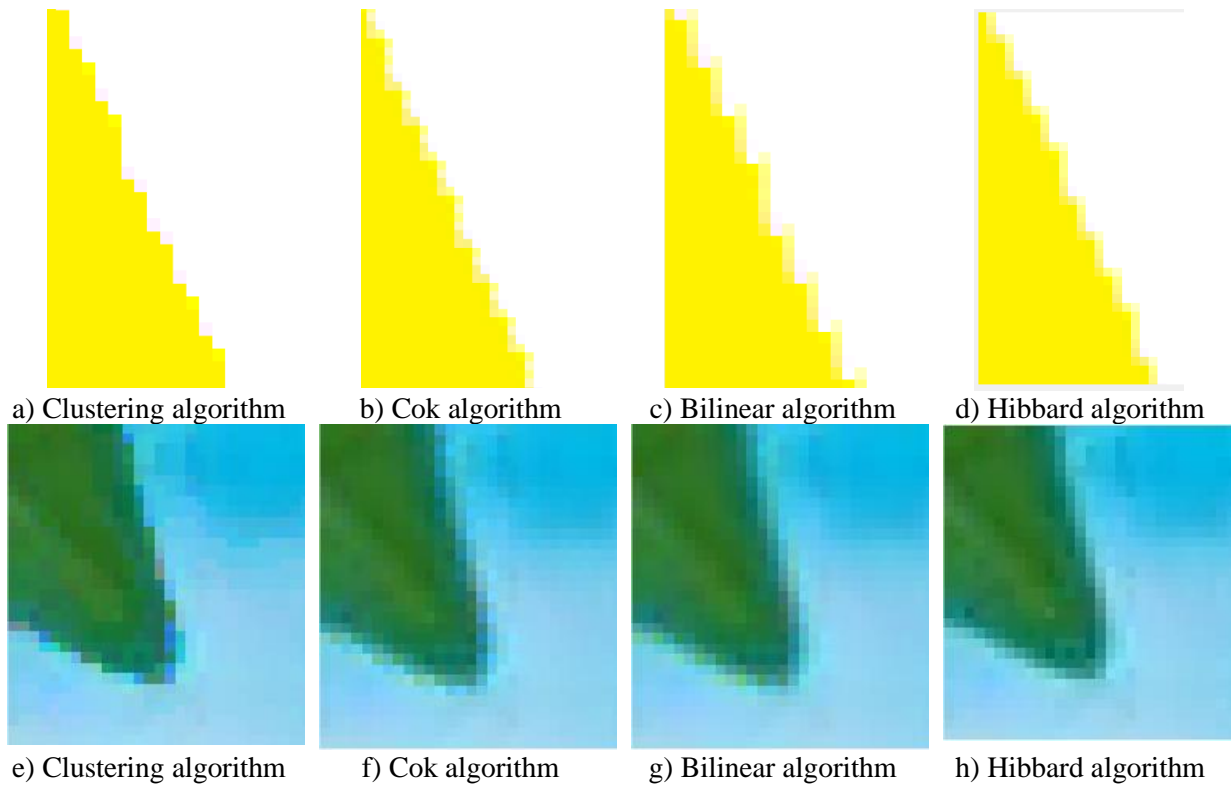 a) Clustering algorithm
b) Cok algorithm
c) Bilinear algorithm
d) Hibbard algorithm
e) Clustering algorithm
f) Cok algorithm
g) Bilinear algorithm
h) Hibbard algorithm